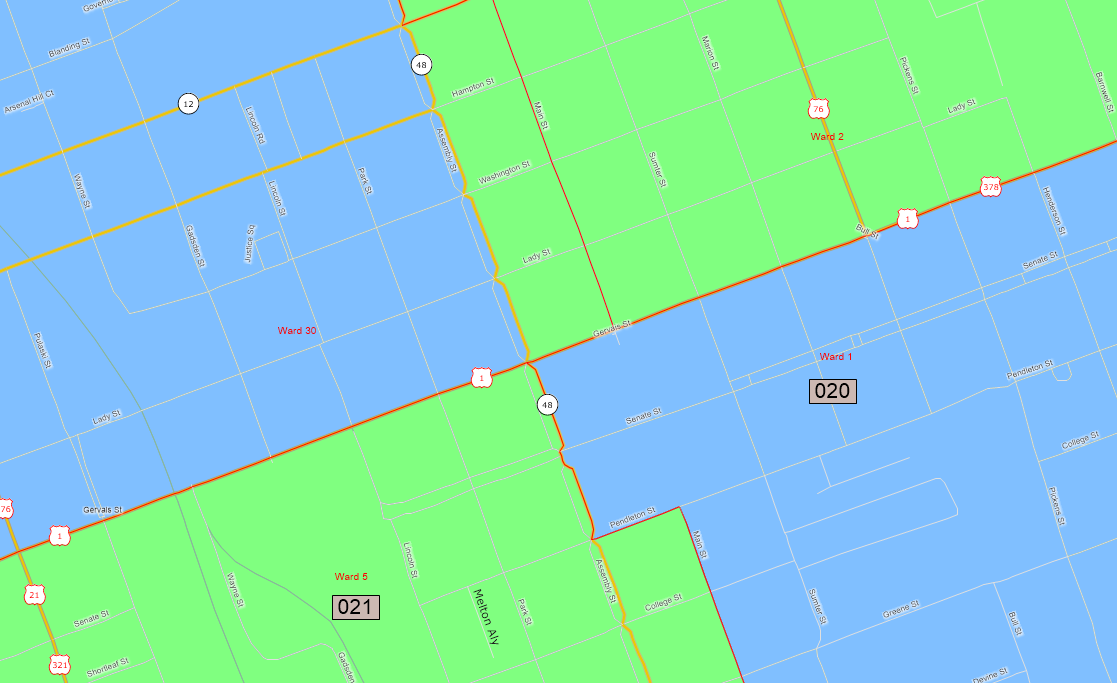 Governo
Blanding St
Arsenal Hill Ct
12
48
Hampton St
Main St
Marion St
Pickens St
Barnwell St
76
Lady St
Ward 2
Lincoln Rd
Assembly St
Washington St
Sumter St
Wayne St
Park St
Lincoln St
378
1
Henderson St
Gadsden St
Justice Sq
Lady St
Bull St
Senate St
Ward 30
Gervais St
Pulaski St
Ward 1
020
Pendleton St
1
48
Lady St
Senate St
College St
Gervais St
76
1
Pickens St
Pendleton St
Main St
Lincoln St
Ward 5
021
Wayne St
21
Assembly St
Melton Aly
Park St
College St
Sumter St
Greene St
Bull St
Senate St
Shortleaf St
321
Gadsden
Devine St